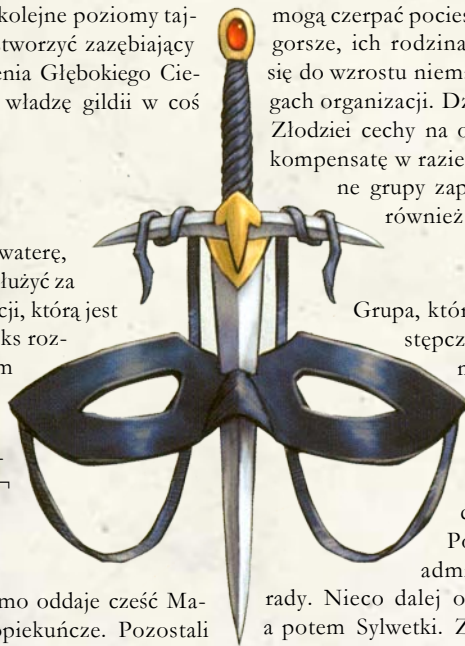 kolejne poziomy taj-
stworzyć zazębiający
enia Głębokiego Cie-
władzę gildii w coś
waterę,
łużyć za
cji, którą jest
ks roz-
m
mo oddaje cześć Ma-
opiekuńcze. Pozostali
mogą czerpać pocies
gorsze, ich rodzina
się do wzrostu niem
gach organizacji. Dz
Złodziei cechy na o
kompensatę w razie
ne grupy zap
również
Grupa, któr
stępcz
n
c
Po
adm
rady. Nieco dalej o
a potem Sylwetki. Z